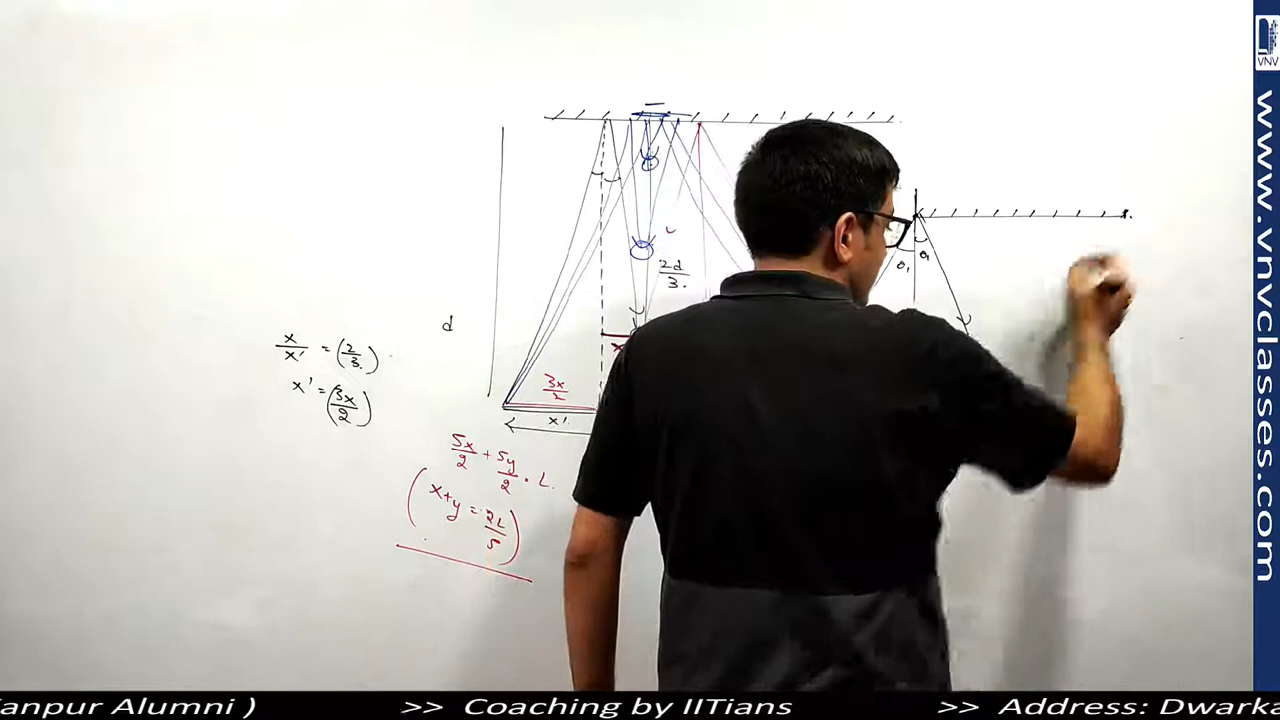 VNV
www.vnvclasses.com
d
2d
3.
θ₁ θ₁
x/x' = (2/3.)
x' = (3x/2)
3x
2
x'
x
5x/2 + 5y/2 = L.
(x+y = 2L/5)
anpur Alumni ) >> Coaching by IITians >> Address: Dwarka